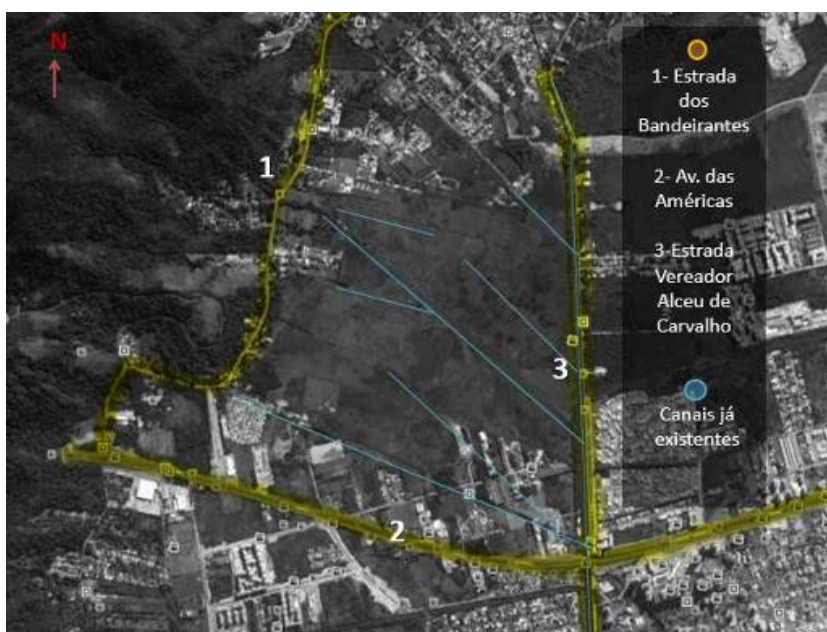 N
1
2
3
1- Estrada
dos
Bandeirantes
2- Av. das
Américas
3-Estrada
Vereador
Alceu de
Carvalho
Canais já
existentes